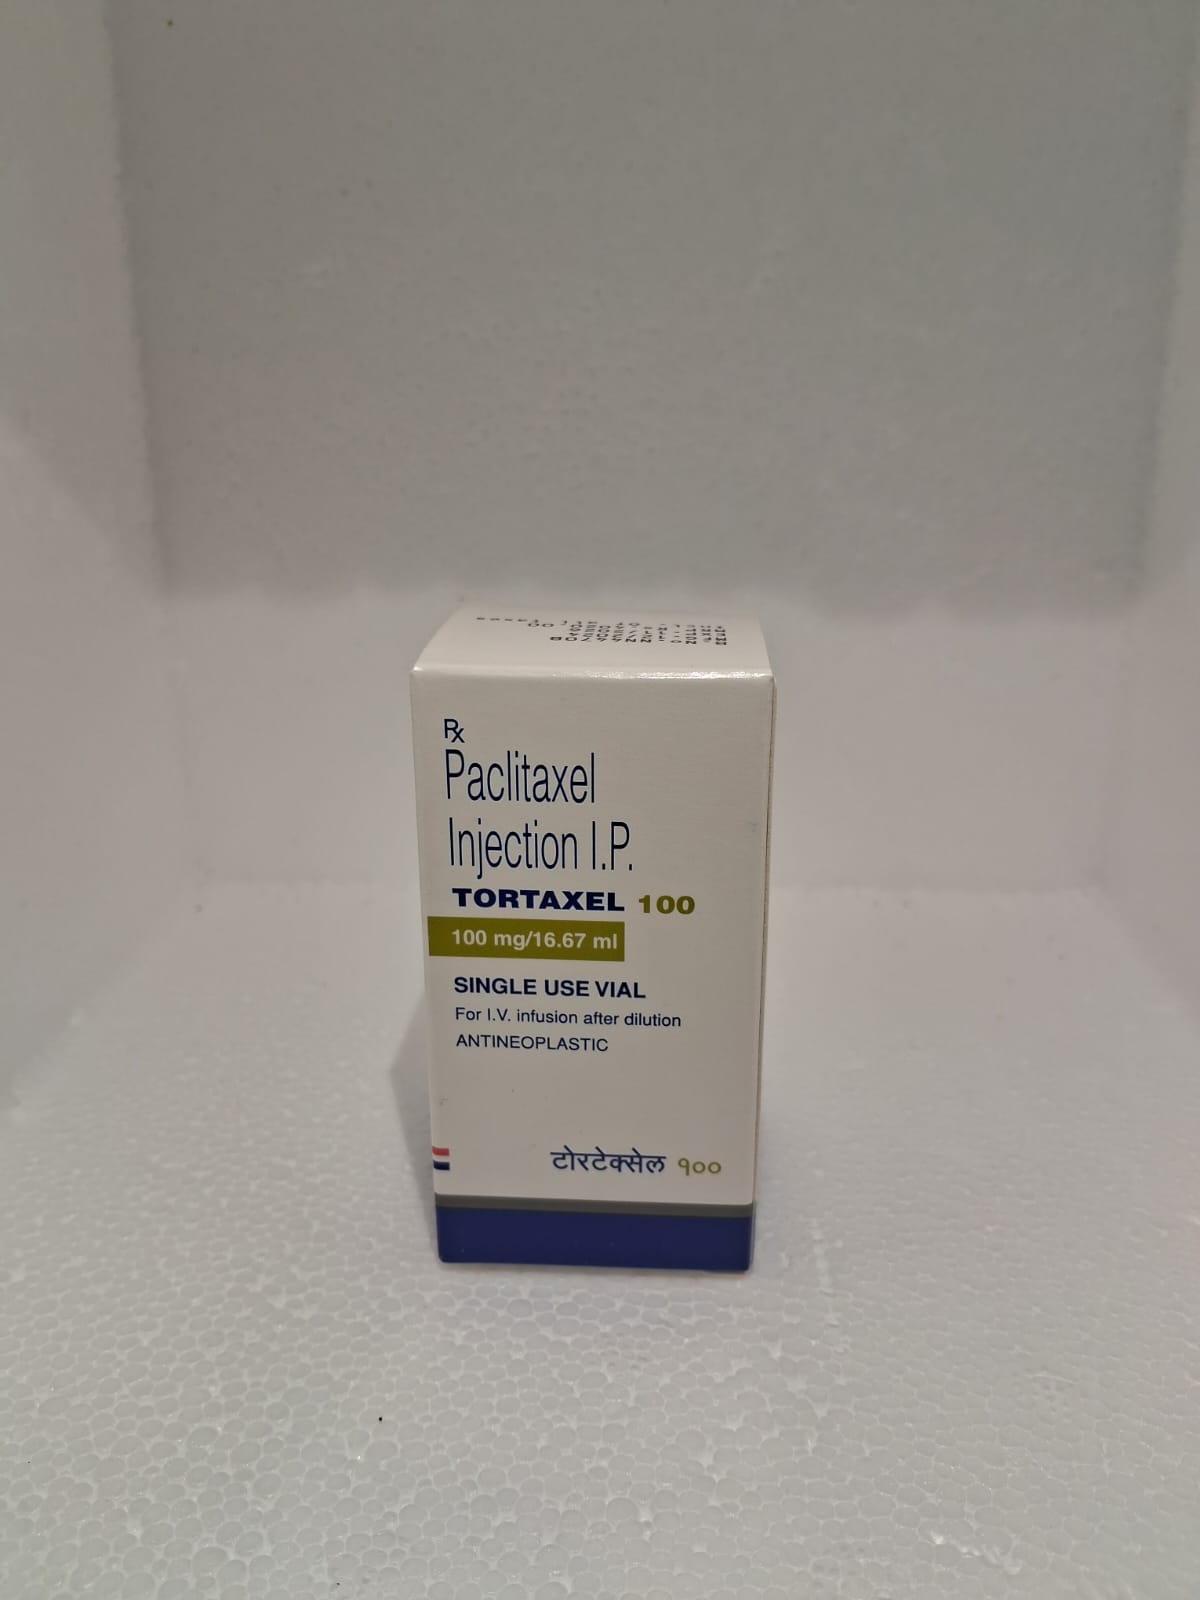 Rx
Paclitaxel
Injection I.P.
TORTAXEL 100
100 mg/16.67 ml
SINGLE USE VIAL
For I.V. infusion after dilution
ANTINEOPLASTIC
टोरटेक्सेल १००